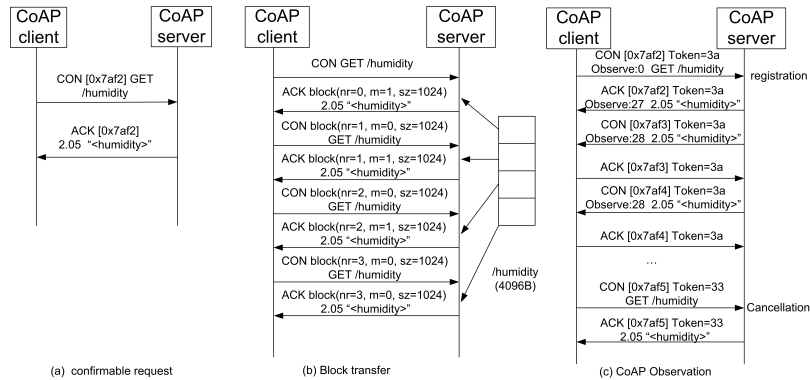 CoAP
client
CoAP
server
CON [0x7af2] GET
/humidity
ACK [0x7af2]
2.05 “<humidity>”
(a) confirmable request
CoAP
client
CoAP
server
CON GET /humidity
ACK block(nr=0, m=1, sz=1024)
2.05 “<humidity>”
CON block(nr=1, m=0, sz=1024)
GET /humidity
ACK block(nr=1, m=1, sz=1024)
2.05 “<humidity>”
CON block(nr=2, m=0, sz=1024)
GET /humidity
ACK block(nr=2, m=1, sz=1024)
2.05 “<humidity>”
CON block(nr=3, m=0, sz=1024)
GET /humidity
ACK block(nr=3, m=0, sz=1024)
2.05 “<humidity>”
/humidity
(4096B)
(b) Block transfer
CoAP
client
CoAP
server
CON [0x7af2] Token=3a
Observe:0 GET /humidity
registration
ACK [0x7af2] Token=3a
Observe:27 2.05 “<humidity>”
CON [0x7af3] Token=3a
Observe:28 2.05 “<humidity>”
ACK [0x7af3] Token=3a
CON [0x7af4] Token=3a
Observe:28 2.05 “<humidity>”
ACK [0x7af4] Token=3a
...
CON [0x7af5] Token=33
GET /humidity
Cancellation
ACK [0x7af5] Token=33
2.05 “<humidity>”
(c) CoAP Observation